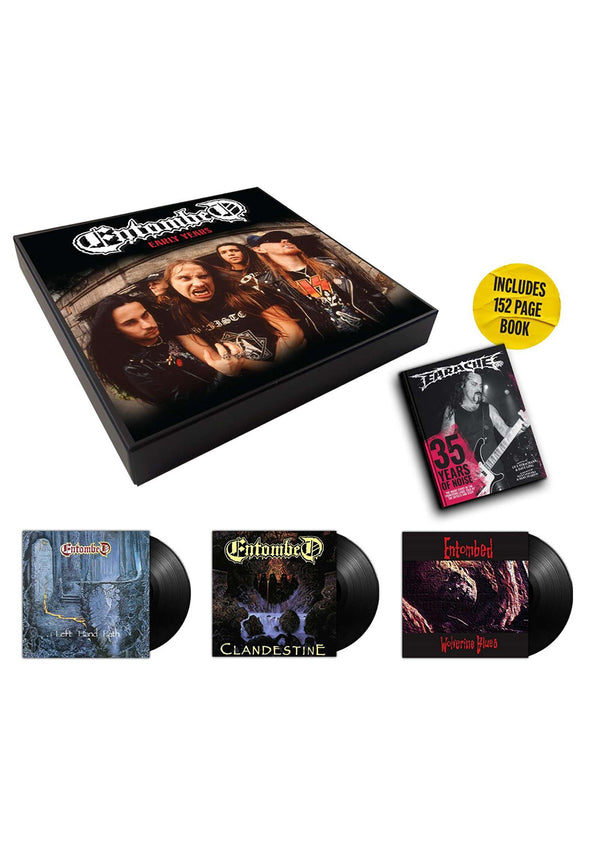 Entombed
EARLY YEARS
INCLUDES
152 PAGE
BOOK
EARACHE
35
YEARS
OF NOISE
Entombed
Left Hand Path
Entombed
CLANDESTINE
Entombed
Wolverine Blues